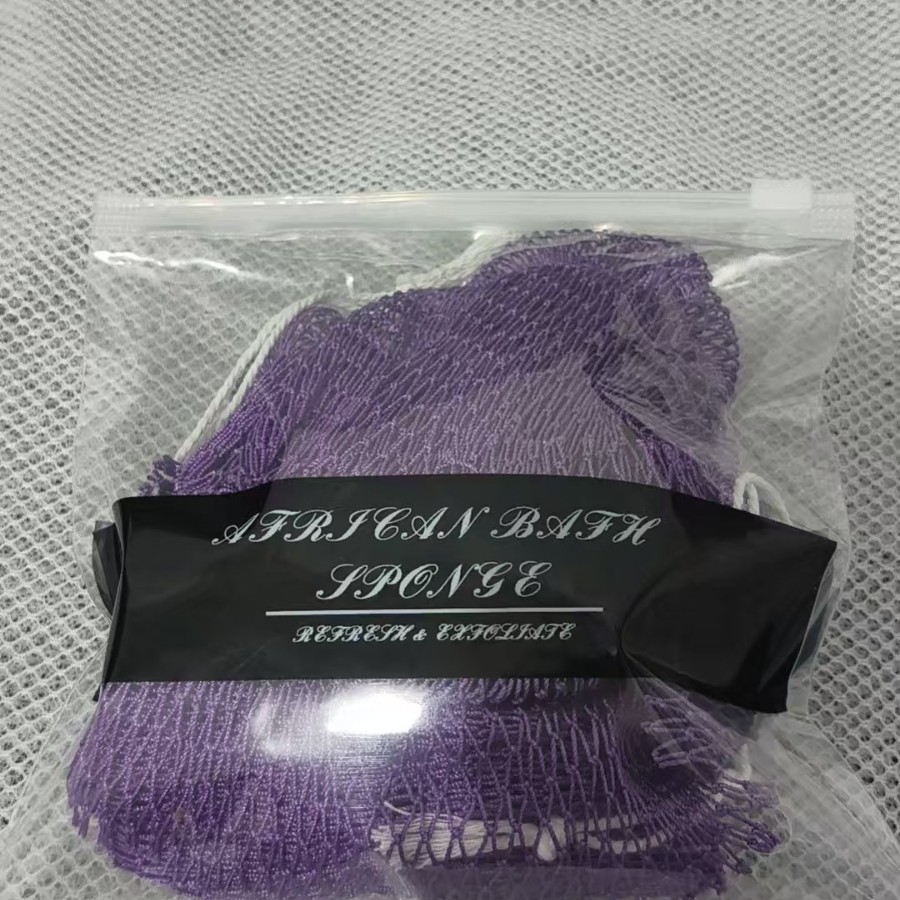 AFRICAN BATH
SPONGE
REFRESH & EXFOLIATE